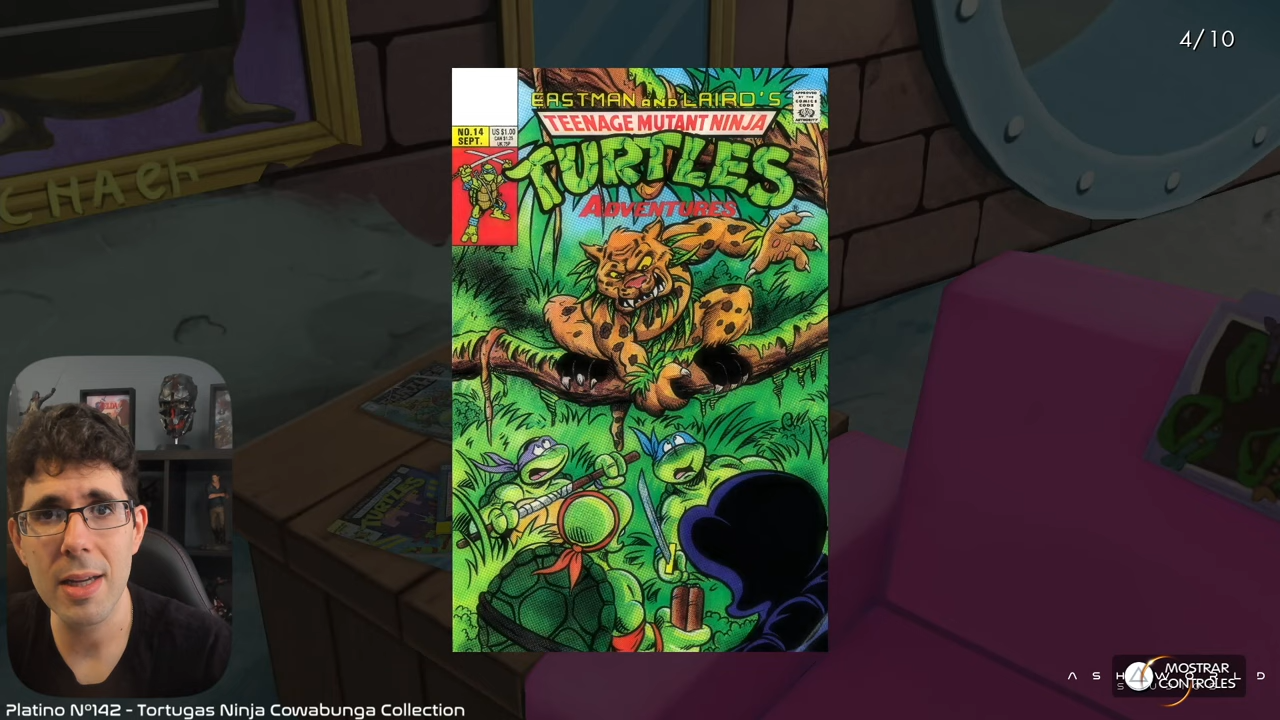 4/10
EASTMAN AND LAIRD'S
TEENAGE MUTANT NINJA
TURTLES
ADVENTURES
NO.14
SEPT.
US $1.00
APPROVED
BY THE
COMICS
CODE
AUTHORITY
MOSTRAR
CONTROLES
Platino Nº142 - Tortugas Ninja Cowabunga Collection